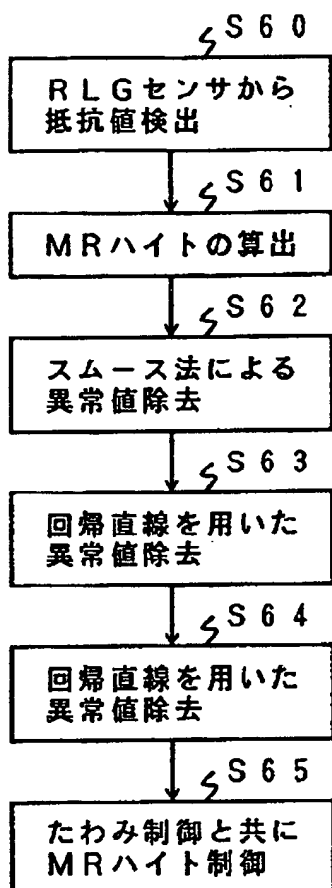 S60
RLGセンサから
抵抗値検出
S61
MRハイトの算出
S62
スムース法による
異常値除去
S63
回帰直線を用いた
異常値除去
S64
回帰直線を用いた
異常値除去
S65
たわみ制御と共に
MRハイト制御